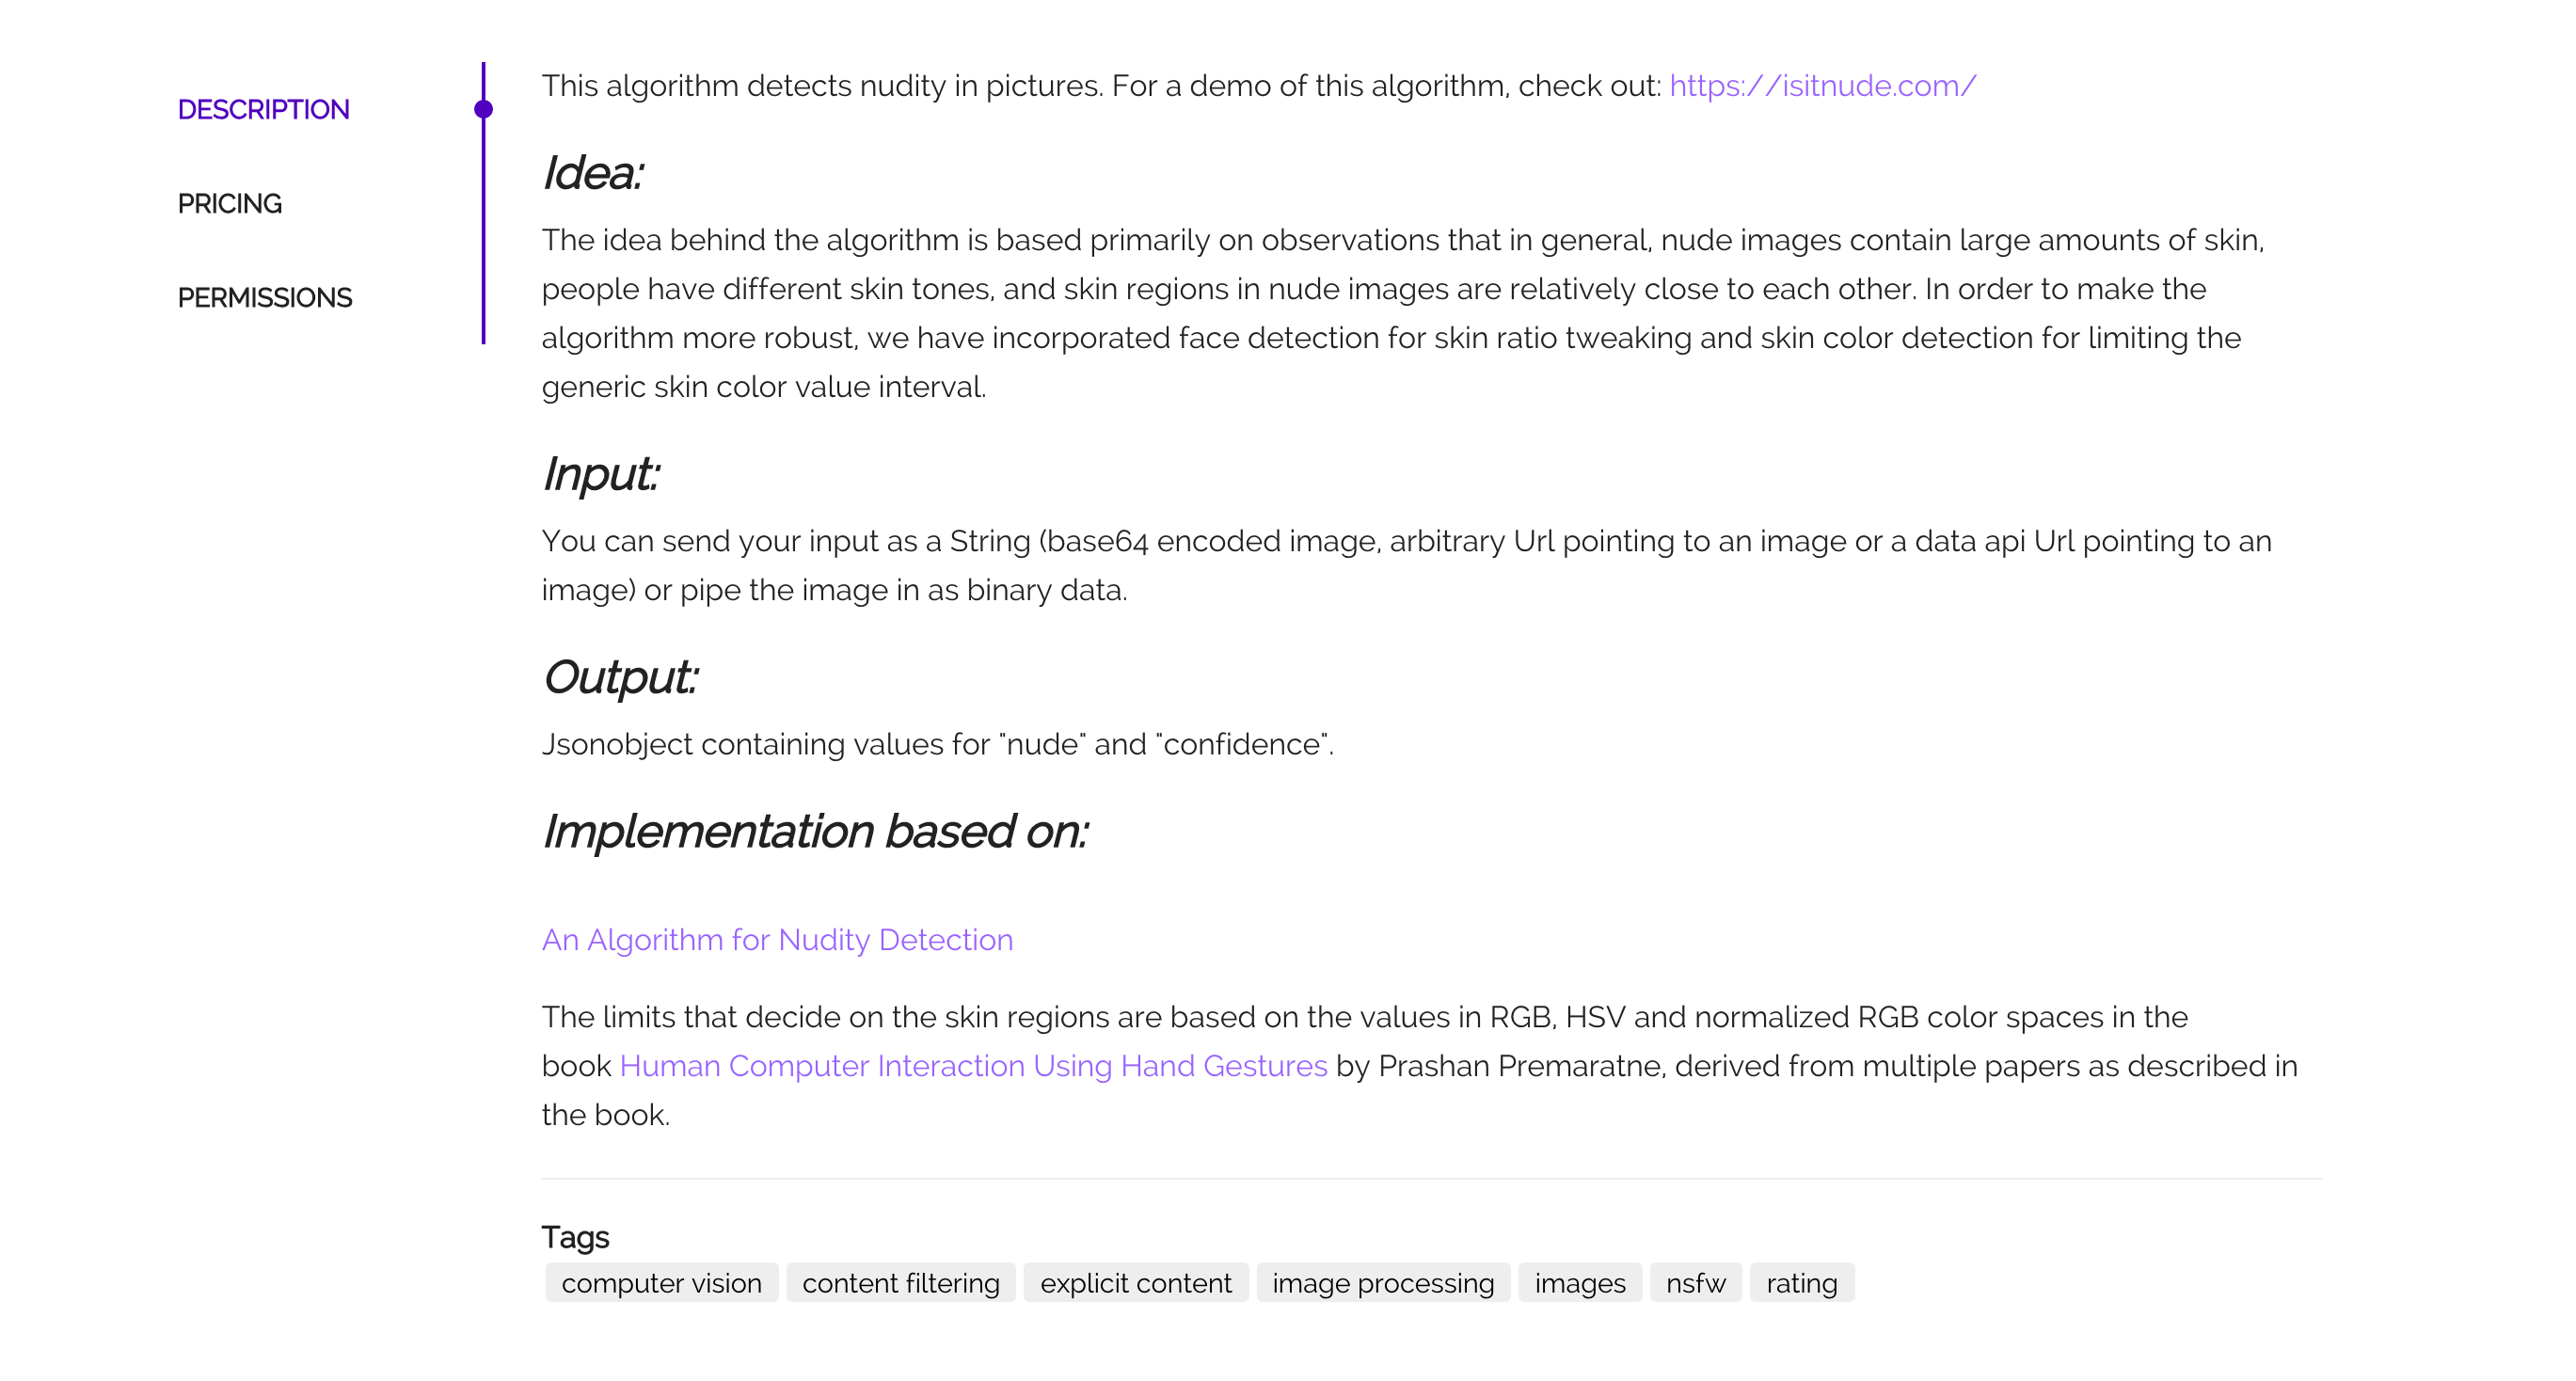 DESCRIPTION
PRICING
PERMISSIONS
This algorithm detects nudity in pictures. For a demo of this algorithm, check out: https://isitnude.com/
Idea:
The idea behind the algorithm is based primarily on observations that in general, nude images contain large amounts of skin,
people have different skin tones, and skin regions in nude images are relatively close to each other. In order to make the
algorithm more robust, we have incorporated face detection for skin ratio tweaking and skin color detection for limiting the
generic skin color value interval.
Input:
You can send your input as a String (base64 encoded image, arbitrary Url pointing to an image or a data api Url pointing to an
image) or pipe the image in as binary data.
Output:
Jsonobject containing values for "nude" and "confidence".
Implementation based on:
An Algorithm for Nudity Detection
The limits that decide on the skin regions are based on the values in RGB, HSV and normalized RGB color spaces in the
book Human Computer Interaction Using Hand Gestures by Prashan Premaratne, derived from multiple papers as described in
the book.
Tags
computer vision content filtering explicit content image processing images nsfw rating